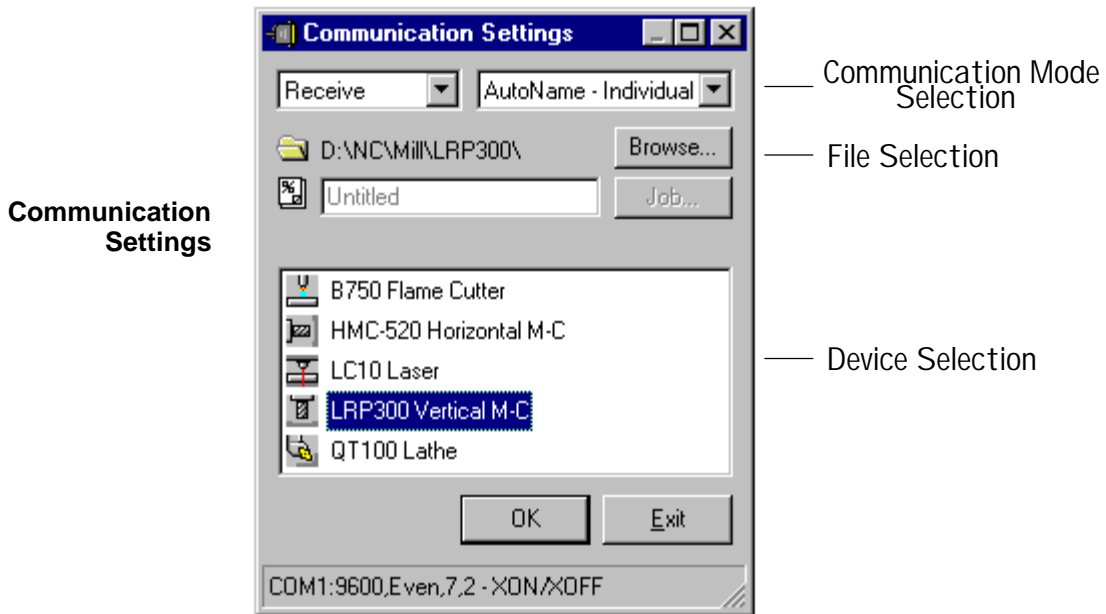 Communication Settings
Receive
AutoName - Individual
Communication Mode
Selection
D:\NC\Mill\LRP300\
Browse...
File Selection
Untitled
Job...
Communication
Settings
B750 Flame Cutter
HMC-520 Horizontal M-C
LC10 Laser
Device Selection
LRP300 Vertical M-C
QT100 Lathe
OK
Exit
COM1:9600,Even,7,2 - XON/XOFF